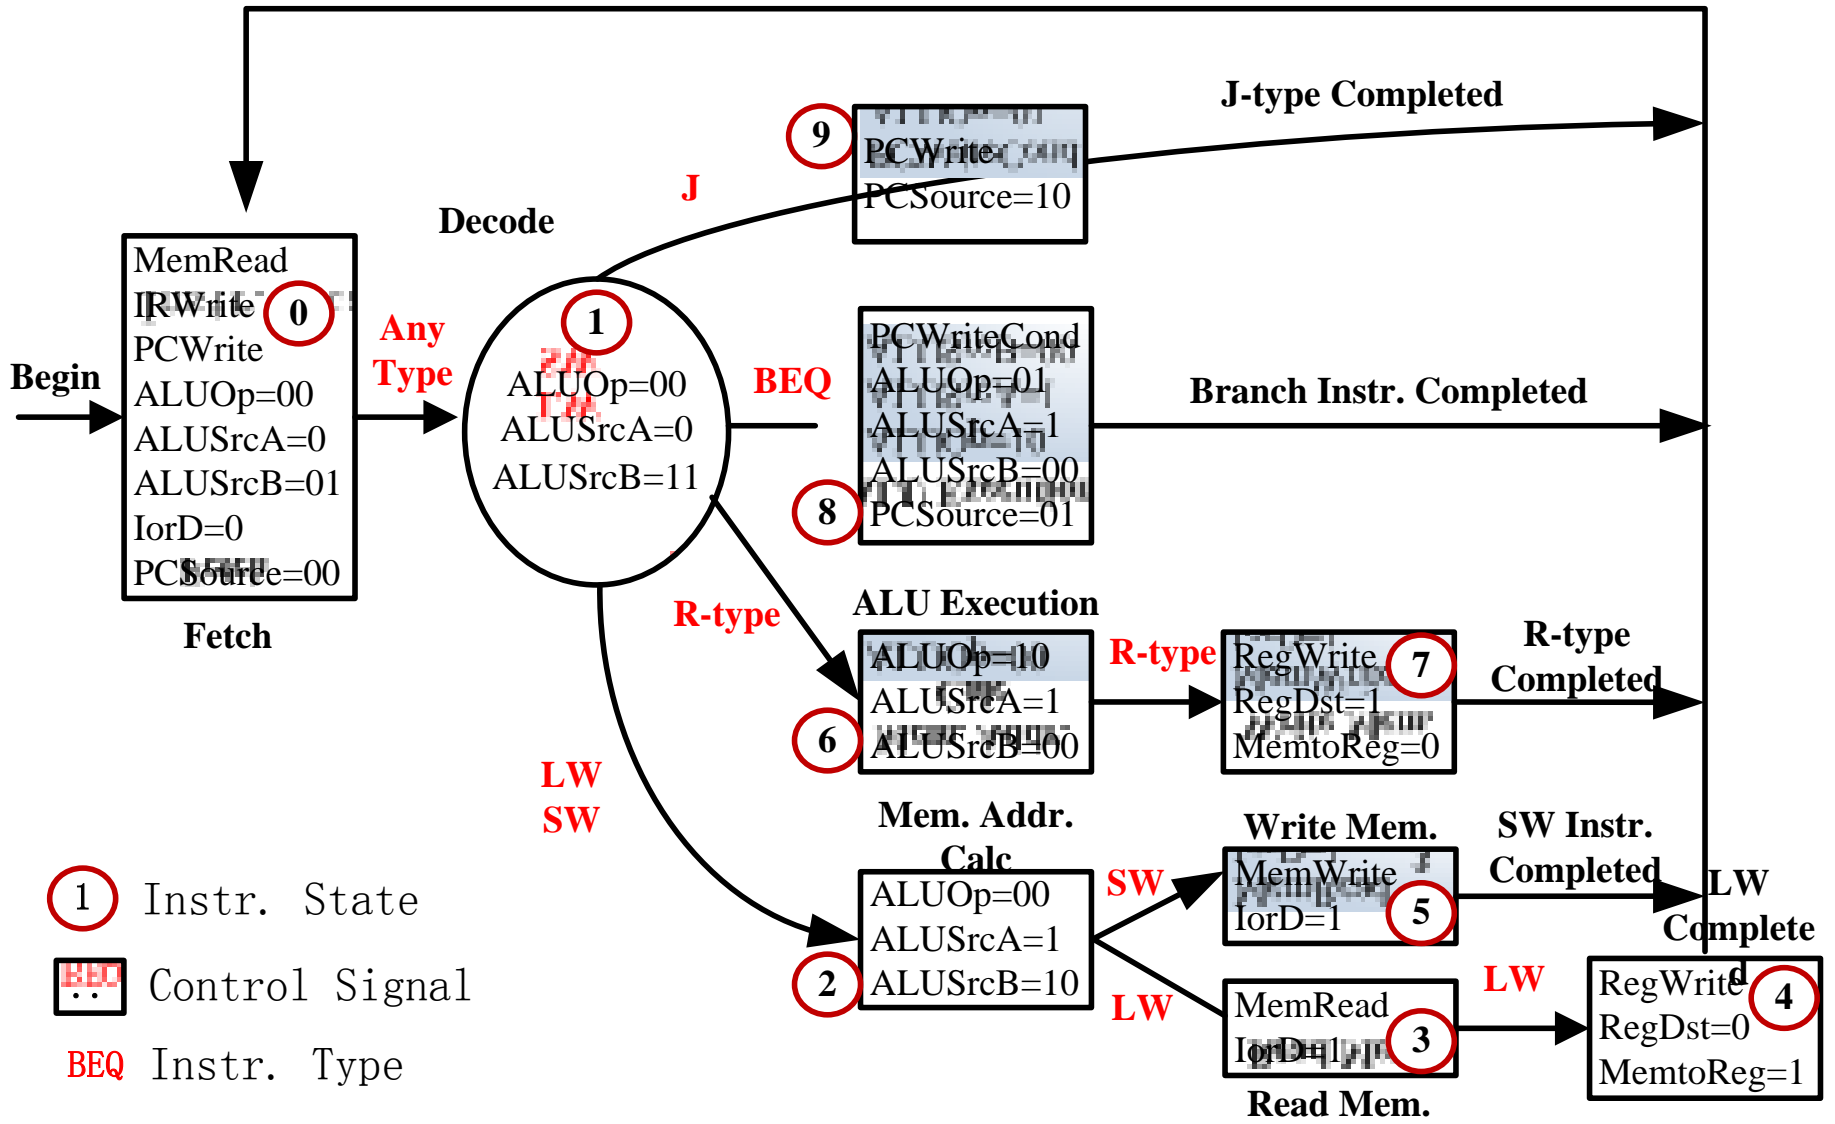 J-type Completed
9
PCWrite
PCSource=10
J
Decode
MemRead
IRWrite
0
PCWrite
ALUOp=00
ALUSrcA=0
ALUSrcB=01
IorD=0
PCSource=00
Fetch
Begin
Any
Type
1
ALUOp=00
ALUSrcA=0
ALUSrcB=11
BEQ
PCWriteCond
ALUOp=01
ALUSrcA=1
ALUSrcB=00
PCSource=01
8
Branch Instr. Completed
R-type
ALU Execution
ALUOp=10
ALUSrcA=1
ALUSrcB=00
6
R-type
RegWrite
7
RegDst=1
MemtoReg=0
R-type
Completed
LW
SW
Mem. Addr.
Calc
ALUOp=00
ALUSrcA=1
ALUSrcB=10
2
SW
LW
Write Mem.
MemWrite
IorD=1
5
SW Instr.
Completed
MemRead
IorD=1
3
Read Mem.
LW
LW
Complete
d
RegWrite
4
RegDst=0
MemtoReg=1
1 Instr. State
Control Signal
BEQ Instr. Type